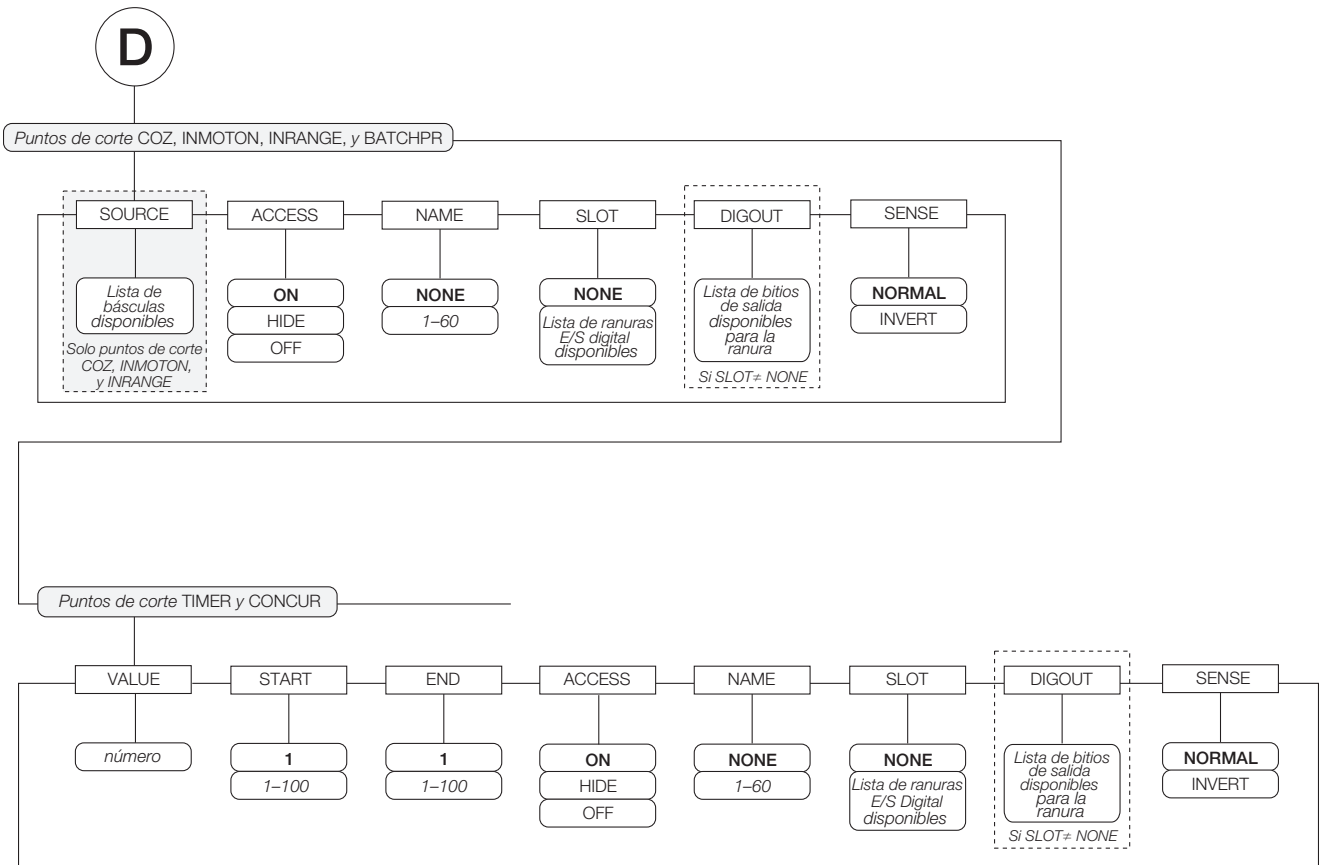 D
Puntos de corte COZ, INMOTON, INRANGE, y BATCHPR
SOURCE
ACCESS
NAME
SLOT
DIGOUT
SENSE
Lista de
básculas
disponibles
Solo puntos de corte
COZ, INMOTON,
y INRANGE
ON
HIDE
OFF
NONE
1–60
NONE
Lista de ranuras
E/S digital
disponibles
Lista de bitios
de salida
disponibles
para la
ranura
Si SLOT≠ NONE
NORMAL
INVERT
Puntos de corte TIMER y CONCUR
VALUE
START
END
ACCESS
NAME
SLOT
DIGOUT
SENSE
número
1
1–100
1
1–100
ON
HIDE
OFF
NONE
1–60
NONE
Lista de ranuras
E/S Digital
disponibles
Lista de bitios
de salida
disponibles
para la
ranura
Si SLOT≠ NONE
NORMAL
INVERT